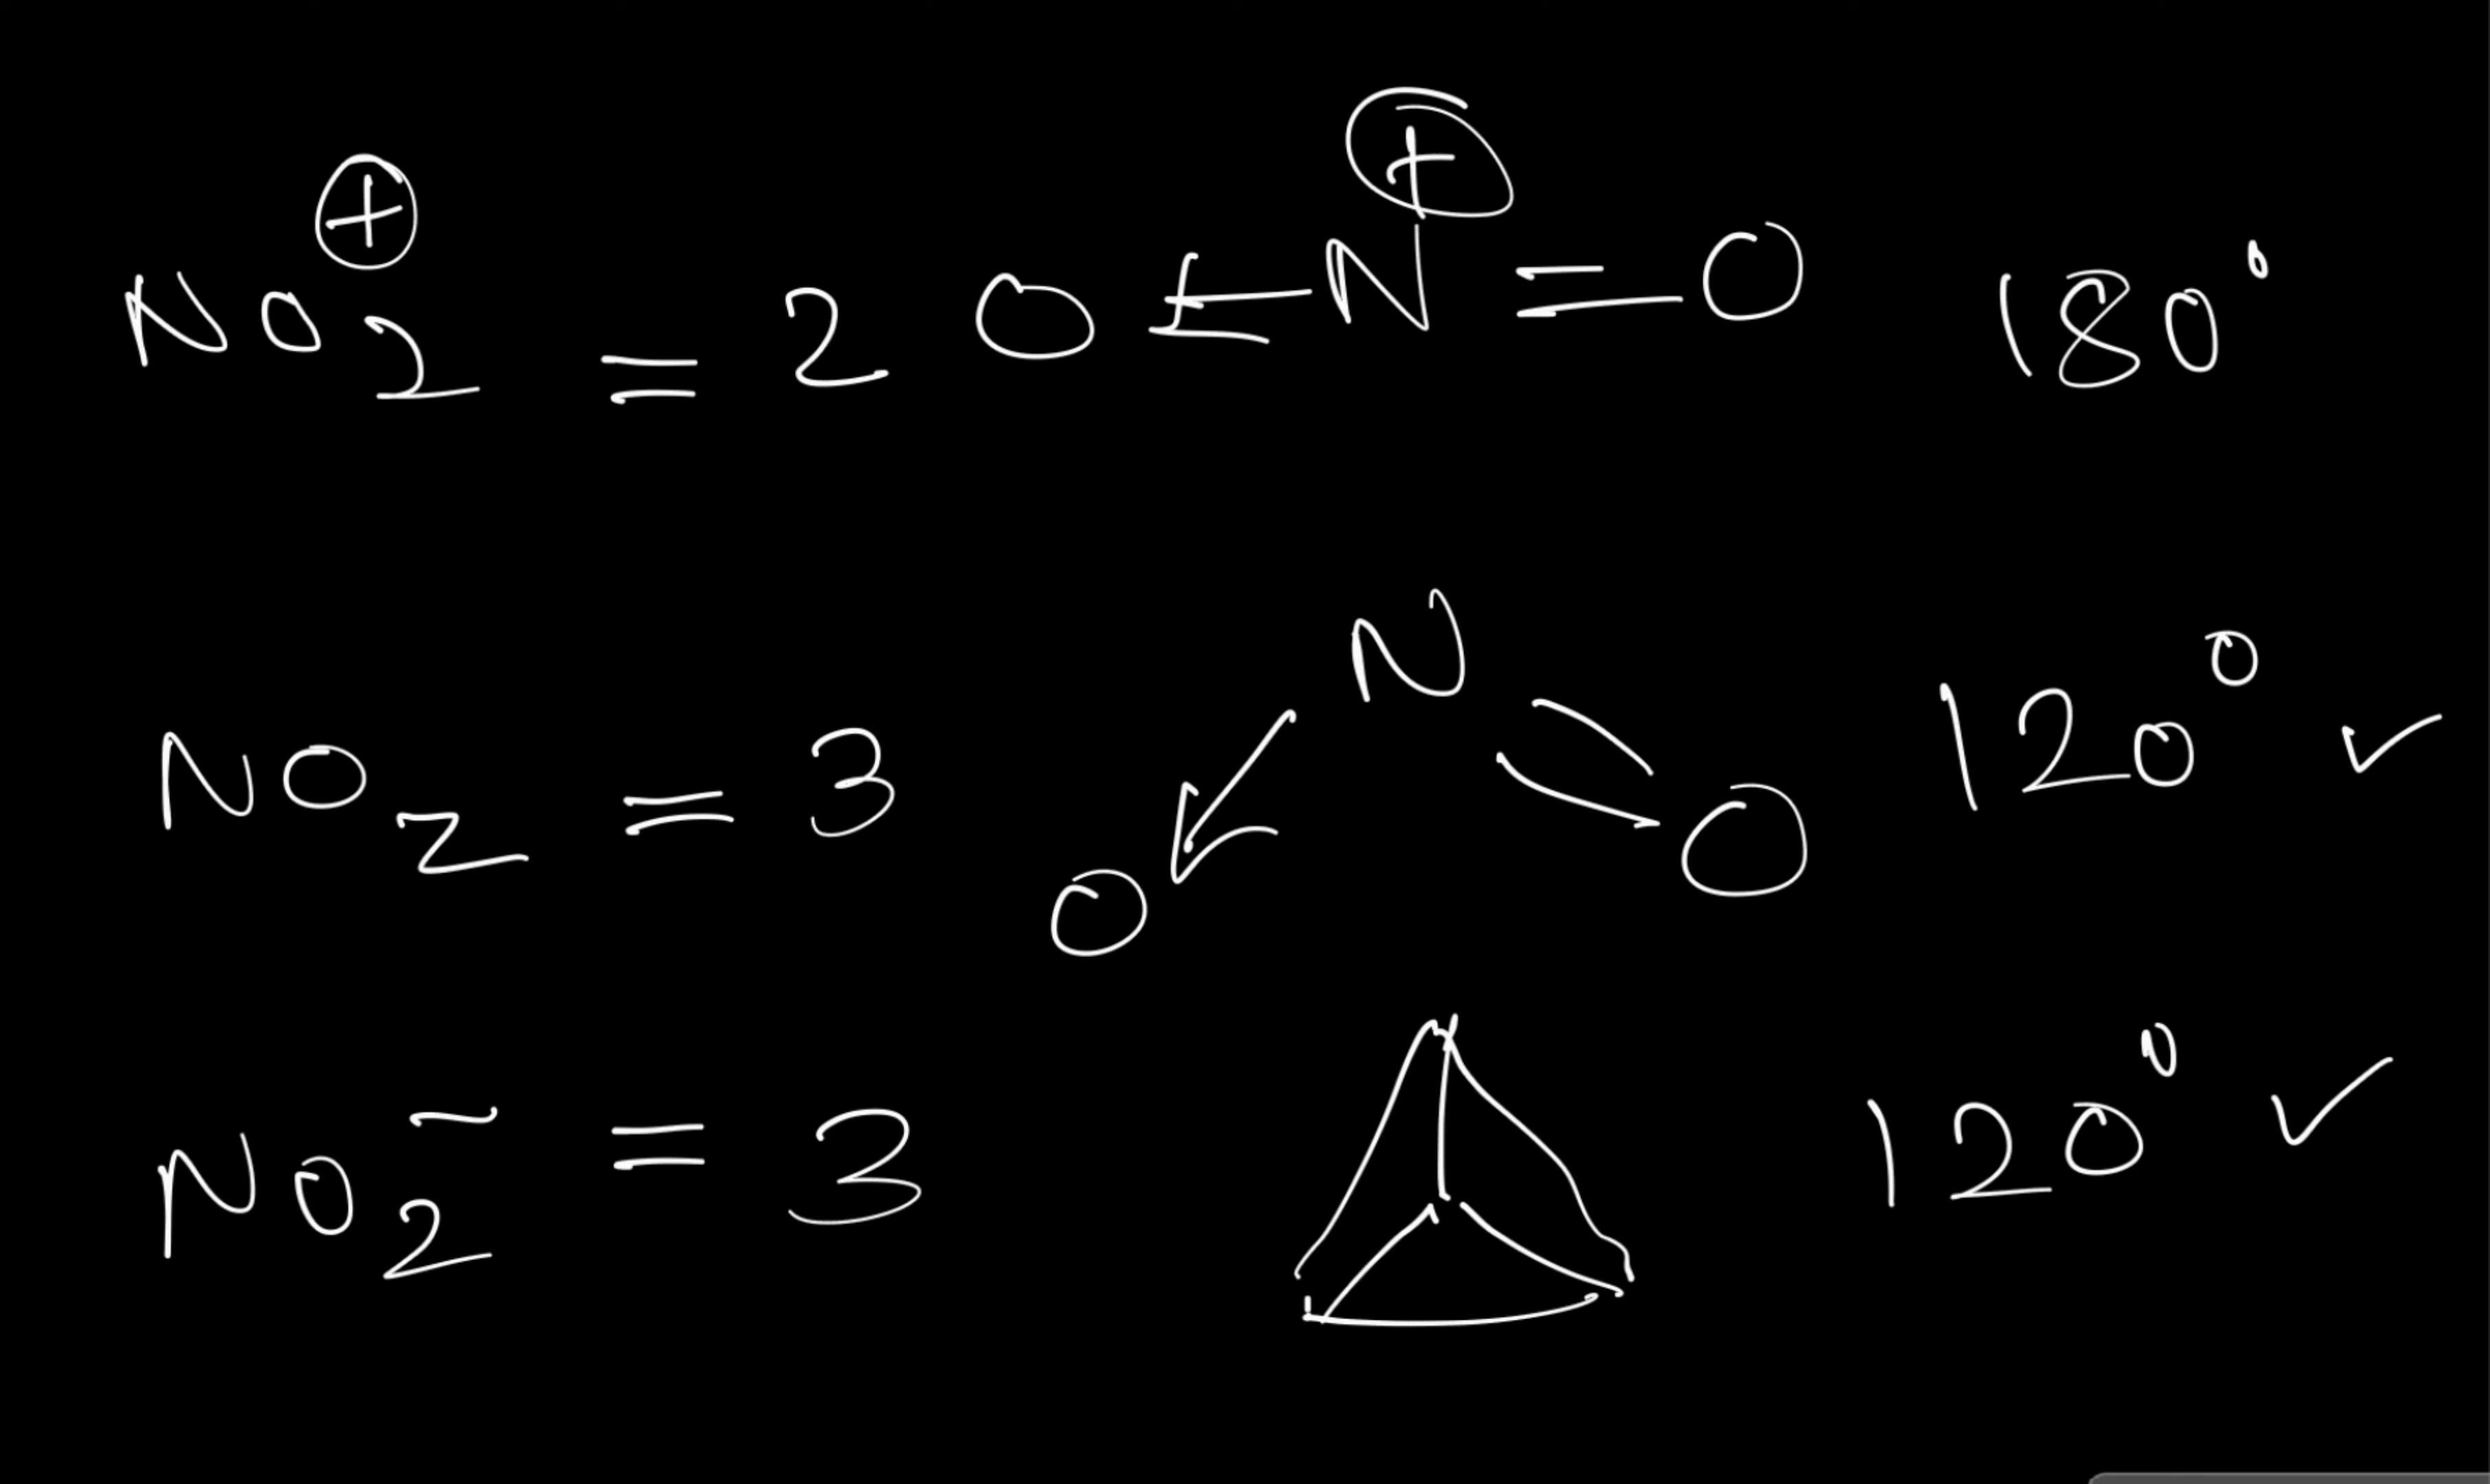 NO₂⊕ = 2 O ← N⊕ = O 180°
NO₂ = 3 O ← N = O 120° ✓
NO₂⁻ = 3 120° ✓